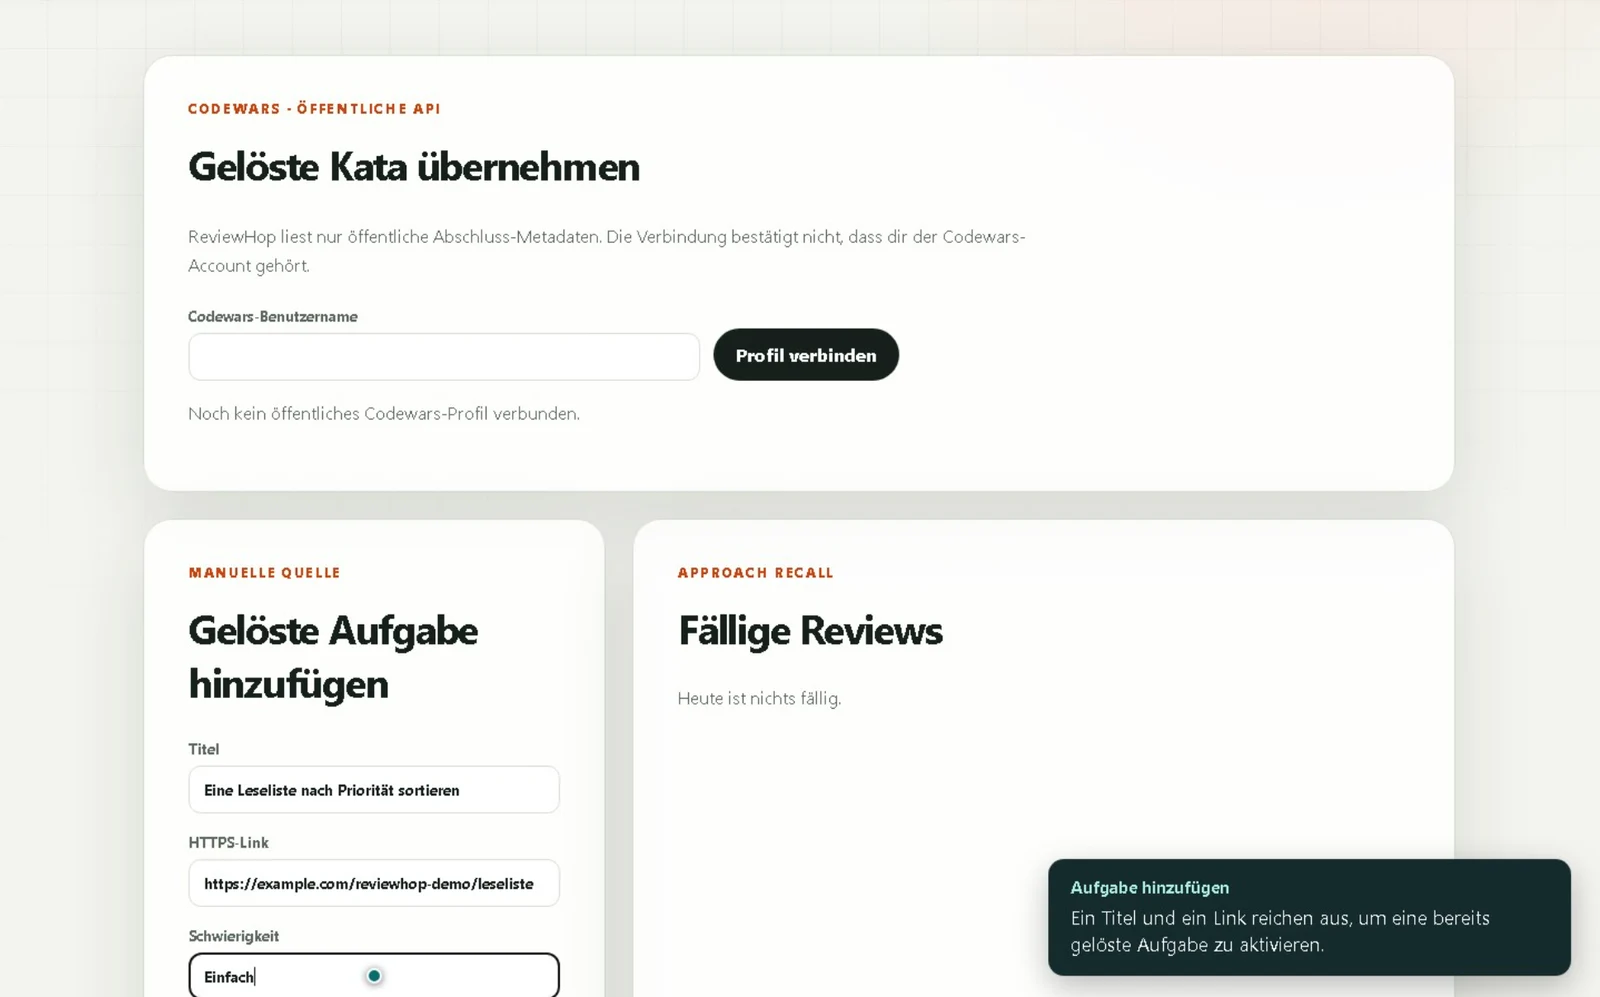 CODEWARS · ÖFFENTLICHE API
Gelöste Kata übernehmen
ReviewHop liest nur öffentliche Abschluss-Metadaten. Die Verbindung bestätigt nicht, dass dir der Codewars-
Account gehört.
Codewars-Benutzername
Profil verbinden
Noch kein öffentliches Codewars-Profil verbunden.
MANUELLE QUELLE
Gelöste Aufgabe
hinzufügen
Titel
Eine Leseliste nach Priorität sortieren
HTTPS-Link
https://example.com/reviewhop-demo/leseliste
Schwierigkeit
Einfach
APPROACH RECALL
Fällige Reviews
Heute ist nichts fällig.
Aufgabe hinzufügen
Ein Titel und ein Link reichen aus, um eine bereits
gelöste Aufgabe zu aktivieren.